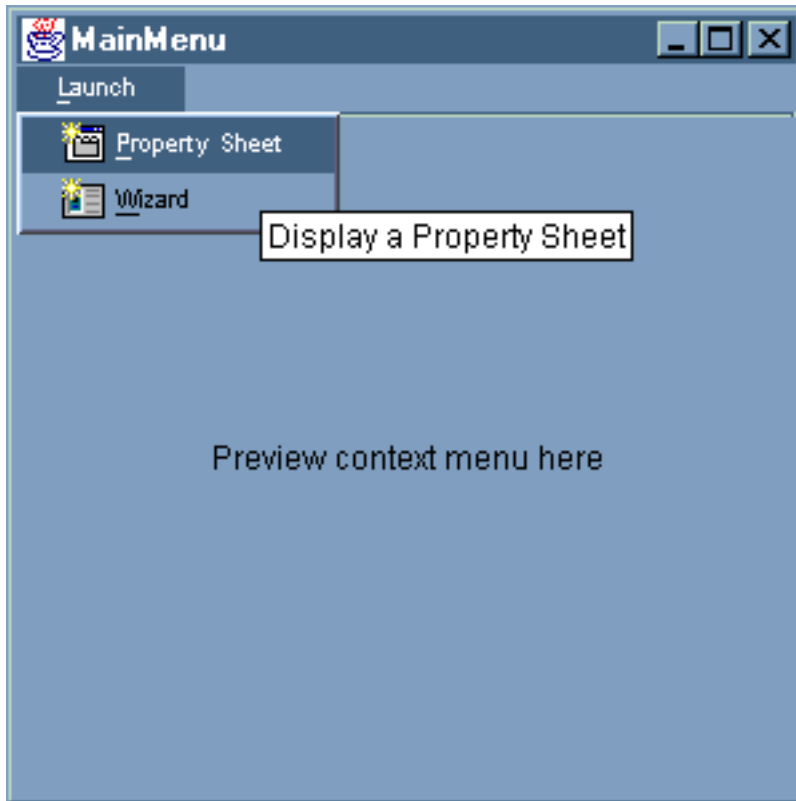 MainMenu
Launch
Property Sheet
Wizard
Display a Property Sheet
Preview context menu here